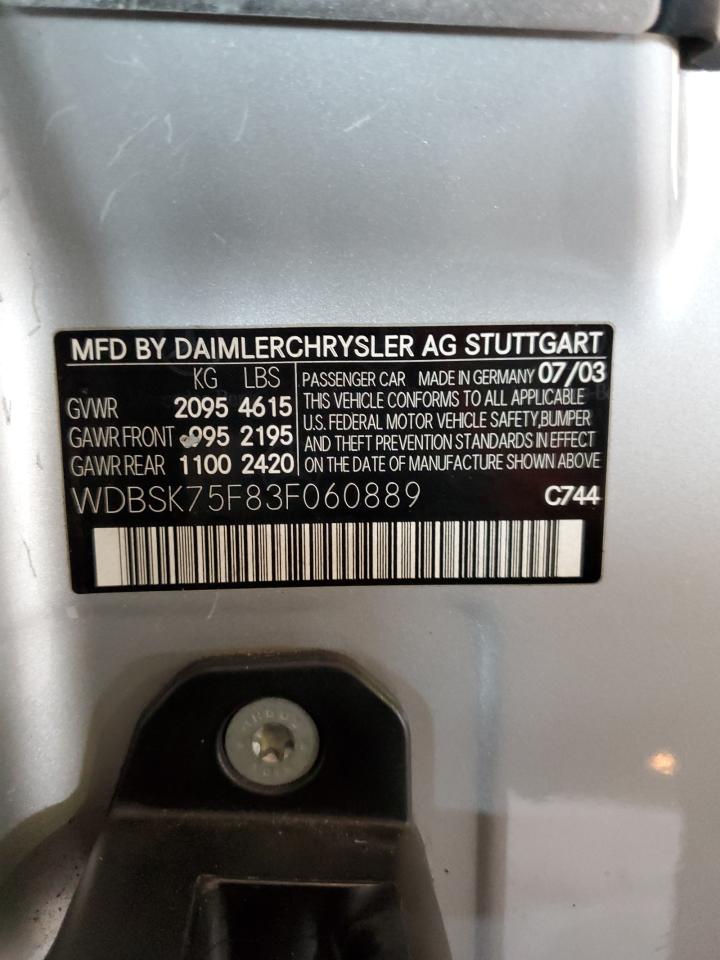 MFD BY DAIMLERCHRYSLER AG STUTTGART
KG LBS
GVWR 2095 4615
GAWR FRONT 995 2195
GAWR REAR 1100 2420
PASSENGER CAR MADE IN GERMANY 07/03
THIS VEHICLE CONFORMS TO ALL APPLICABLE
U.S. FEDERAL MOTOR VEHICLE SAFETY,BUMPER
AND THEFT PREVENTION STANDARDS IN EFFECT
ON THE DATE OF MANUFACTURE SHOWN ABOVE
WDBSK75F83F060889 C744